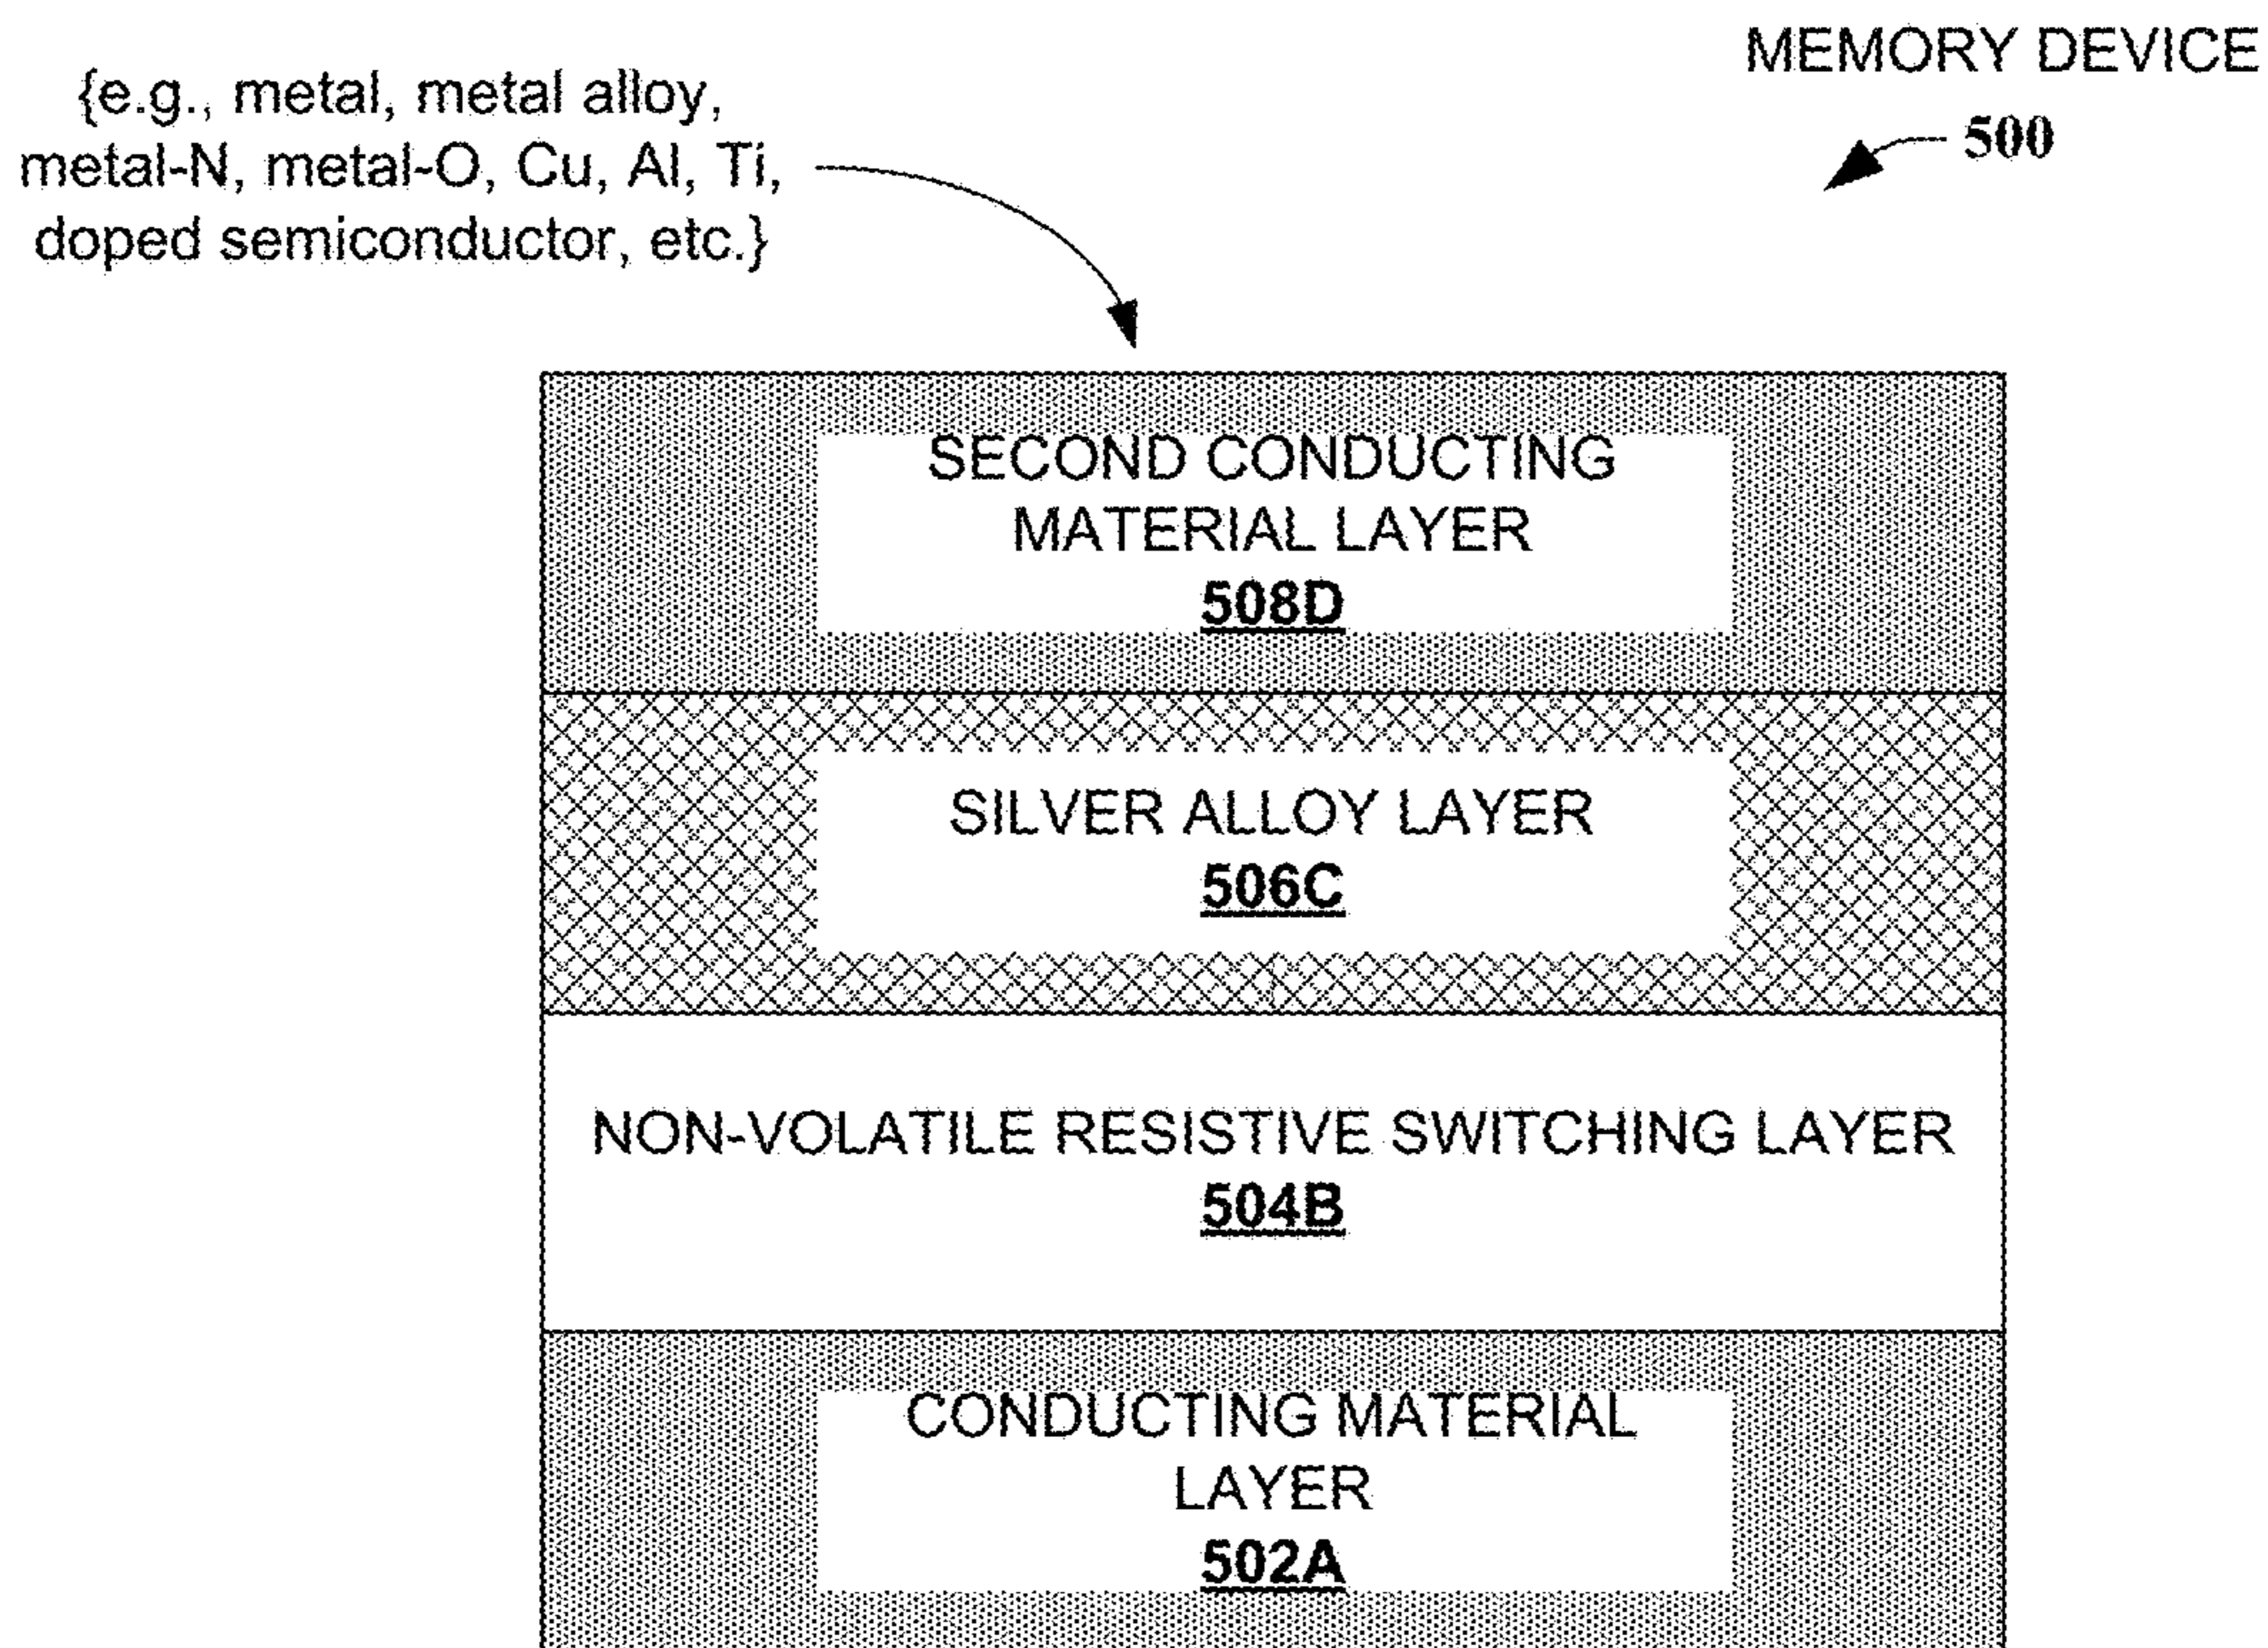 MEMORY DEVICE
500
{e.g., metal, metal alloy,
metal-N, metal-O, Cu, Al, Ti,
doped semiconductor, etc.}
SECOND CONDUCTING
MATERIAL LAYER
508D
SILVER ALLOY LAYER
506C
NON-VOLATILE RESISTIVE SWITCHING LAYER
504B
CONDUCTING MATERIAL
LAYER
502A